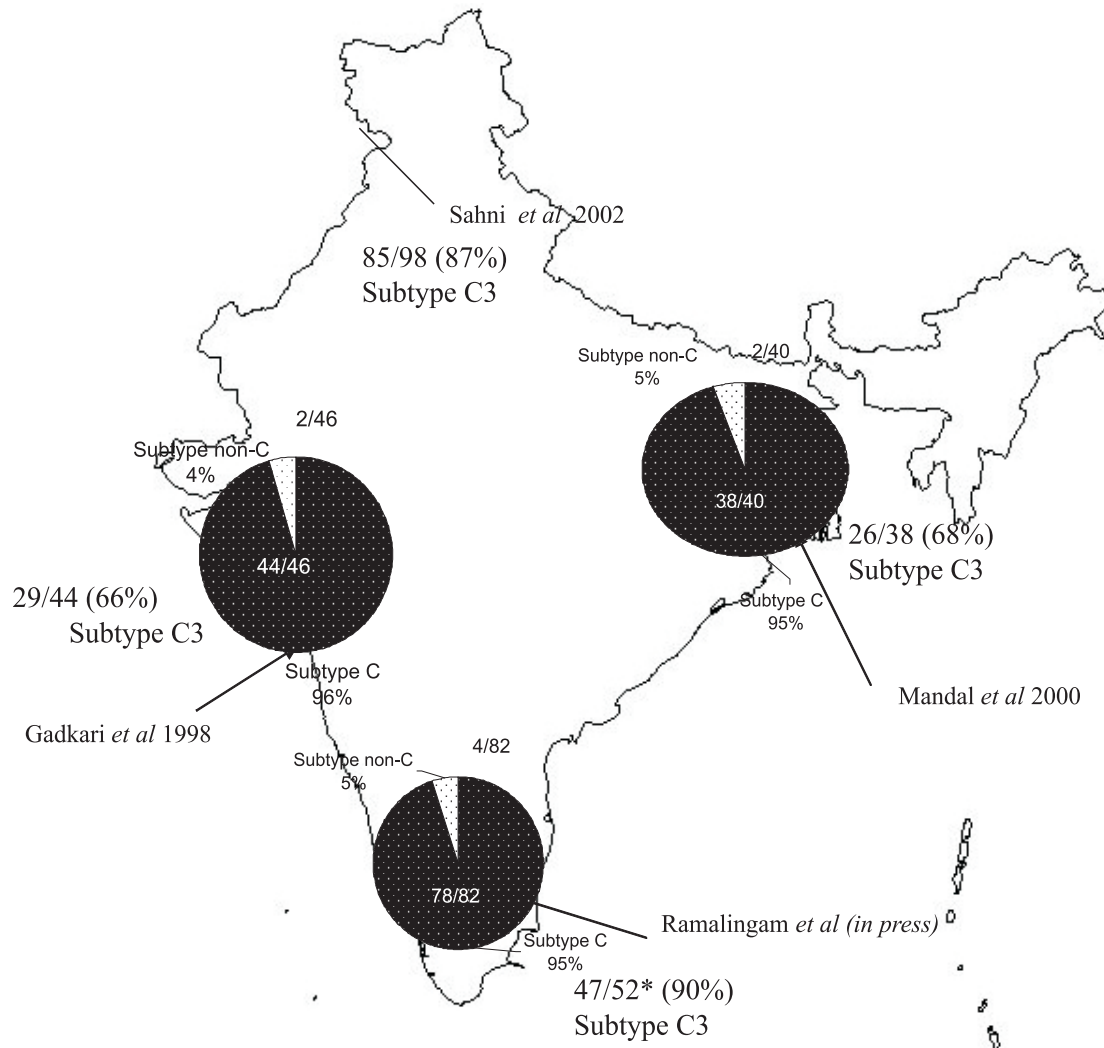 Sahni et al 2002
85/98 (87%)
Subtype C3
2/40
Subtype non-C
5%
38/40
26/38 (68%)
Subtype C3
Subtype C
95%
Mandal et al 2000
2/46
Subtype non-C
4%
44/46
29/44 (66%)
Subtype C3
Subtype C
96%
Gadkari et al 1998
4/82
Subtype non-C
5%
78/82
Ramalingam et al (in press)
Subtype C
95%
47/52* (90%)
Subtype C3